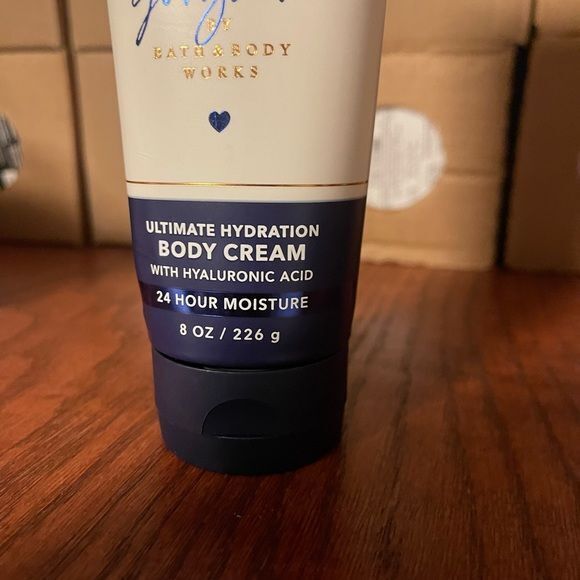 BY
BATH & BODY
WORKS
ULTIMATE HYDRATION
BODY CREAM
WITH HYALURONIC ACID
24 HOUR MOISTURE
8 OZ / 226 g